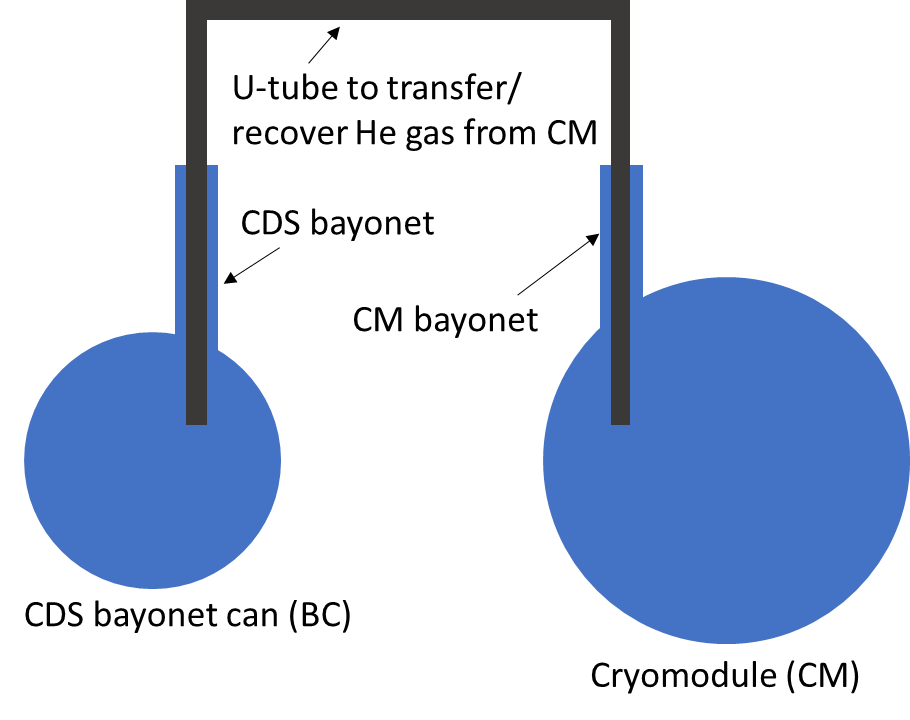 U-tube to transfer/
recover He gas from CM
CDS bayonet
CM bayonet
CDS bayonet can (BC)
Cryomodule (CM)